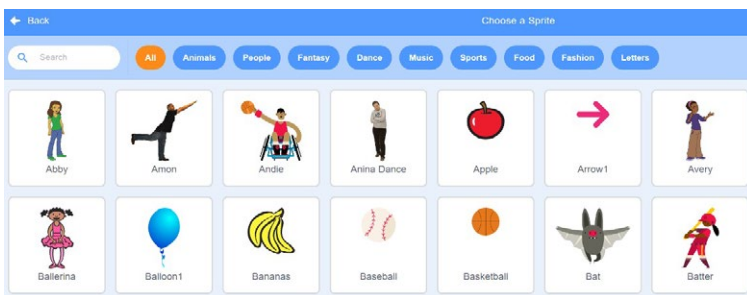 Back Choose a Sprite
Search All Animals People Fantasy Dance Music Sports Food Fashion Letters
Abby Amon Andie Anina Dance Apple Arrow1 Avery
Ballerina Balloon1 Bananas Baseball Basketball Bat Batter